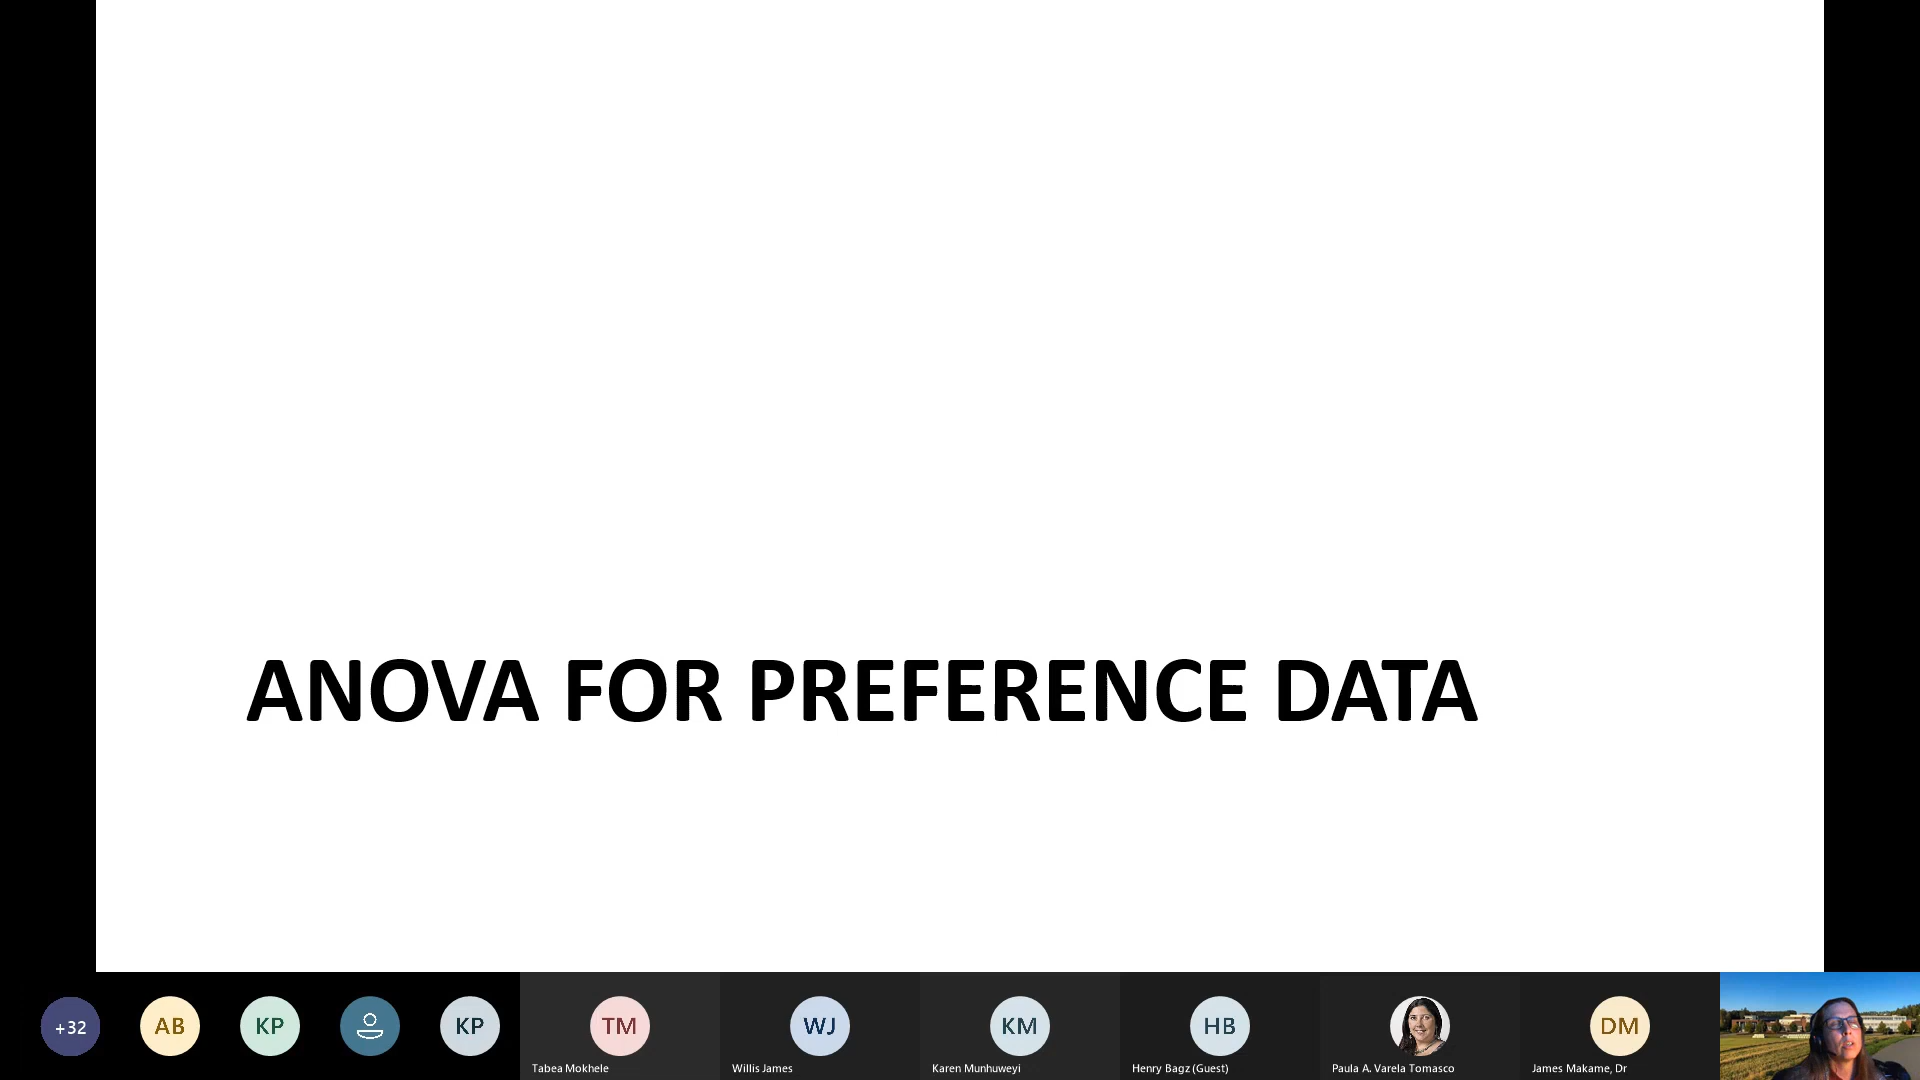 ANOVA FOR PREFERENCE DATA
+32
AB
KP
KP
TM
WJ
KM
HB
DM
Tabea Mokhele
Willis James
Karen Munhuweyi
Henry Bagz (Guest)
Paula A. Varela Tomasco
James Makame, Dr